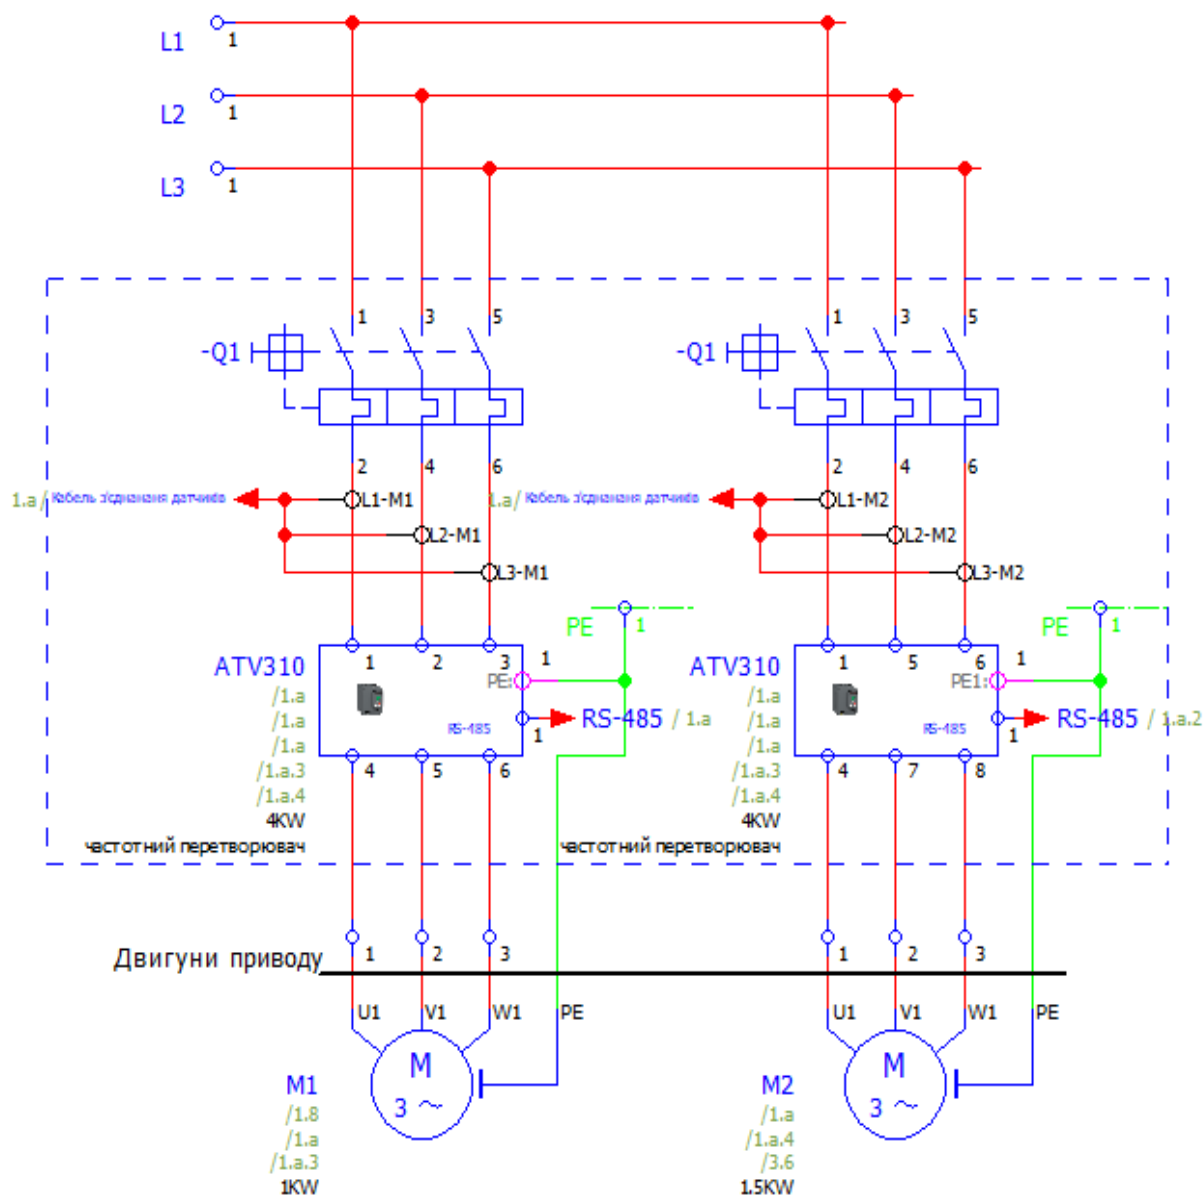 L1 1
L2 1
L3 1
1 3 5 1 3 5
-Q1 -Q1
2 4 6 2 4 6
1.a/ Кабель з'єднаня датчиків L1-M1 1.a/ Кабель з'єднаня датчиків L1-M2
L2-M1 L2-M2
L3-M1 L3-M2
PE 1 PE 1
ATV310 1 2 3 1 ATV310 1 5 6 1
PE: PE1:
/1.a /1.a
/1.a RS-485 / 1.a /1.a RS-485 / 1.a.2
/1.a RS-485 1 /1.a RS-485 1
/1.a.3 4 5 6 /1.a.3 4 7 8
/1.a.4 /1.a.4
4KW 4KW
частотний перетворювач частотний перетворювач
Двигуни приводу 1 2 3 1 2 3
U1 V1 W1 PE U1 V1 W1 PE
M M
M1 3 ~ M2 3 ~
/1.8 /1.a
/1.a /1.a.4
/1.a.3 /3.6
1KW 1.5KW